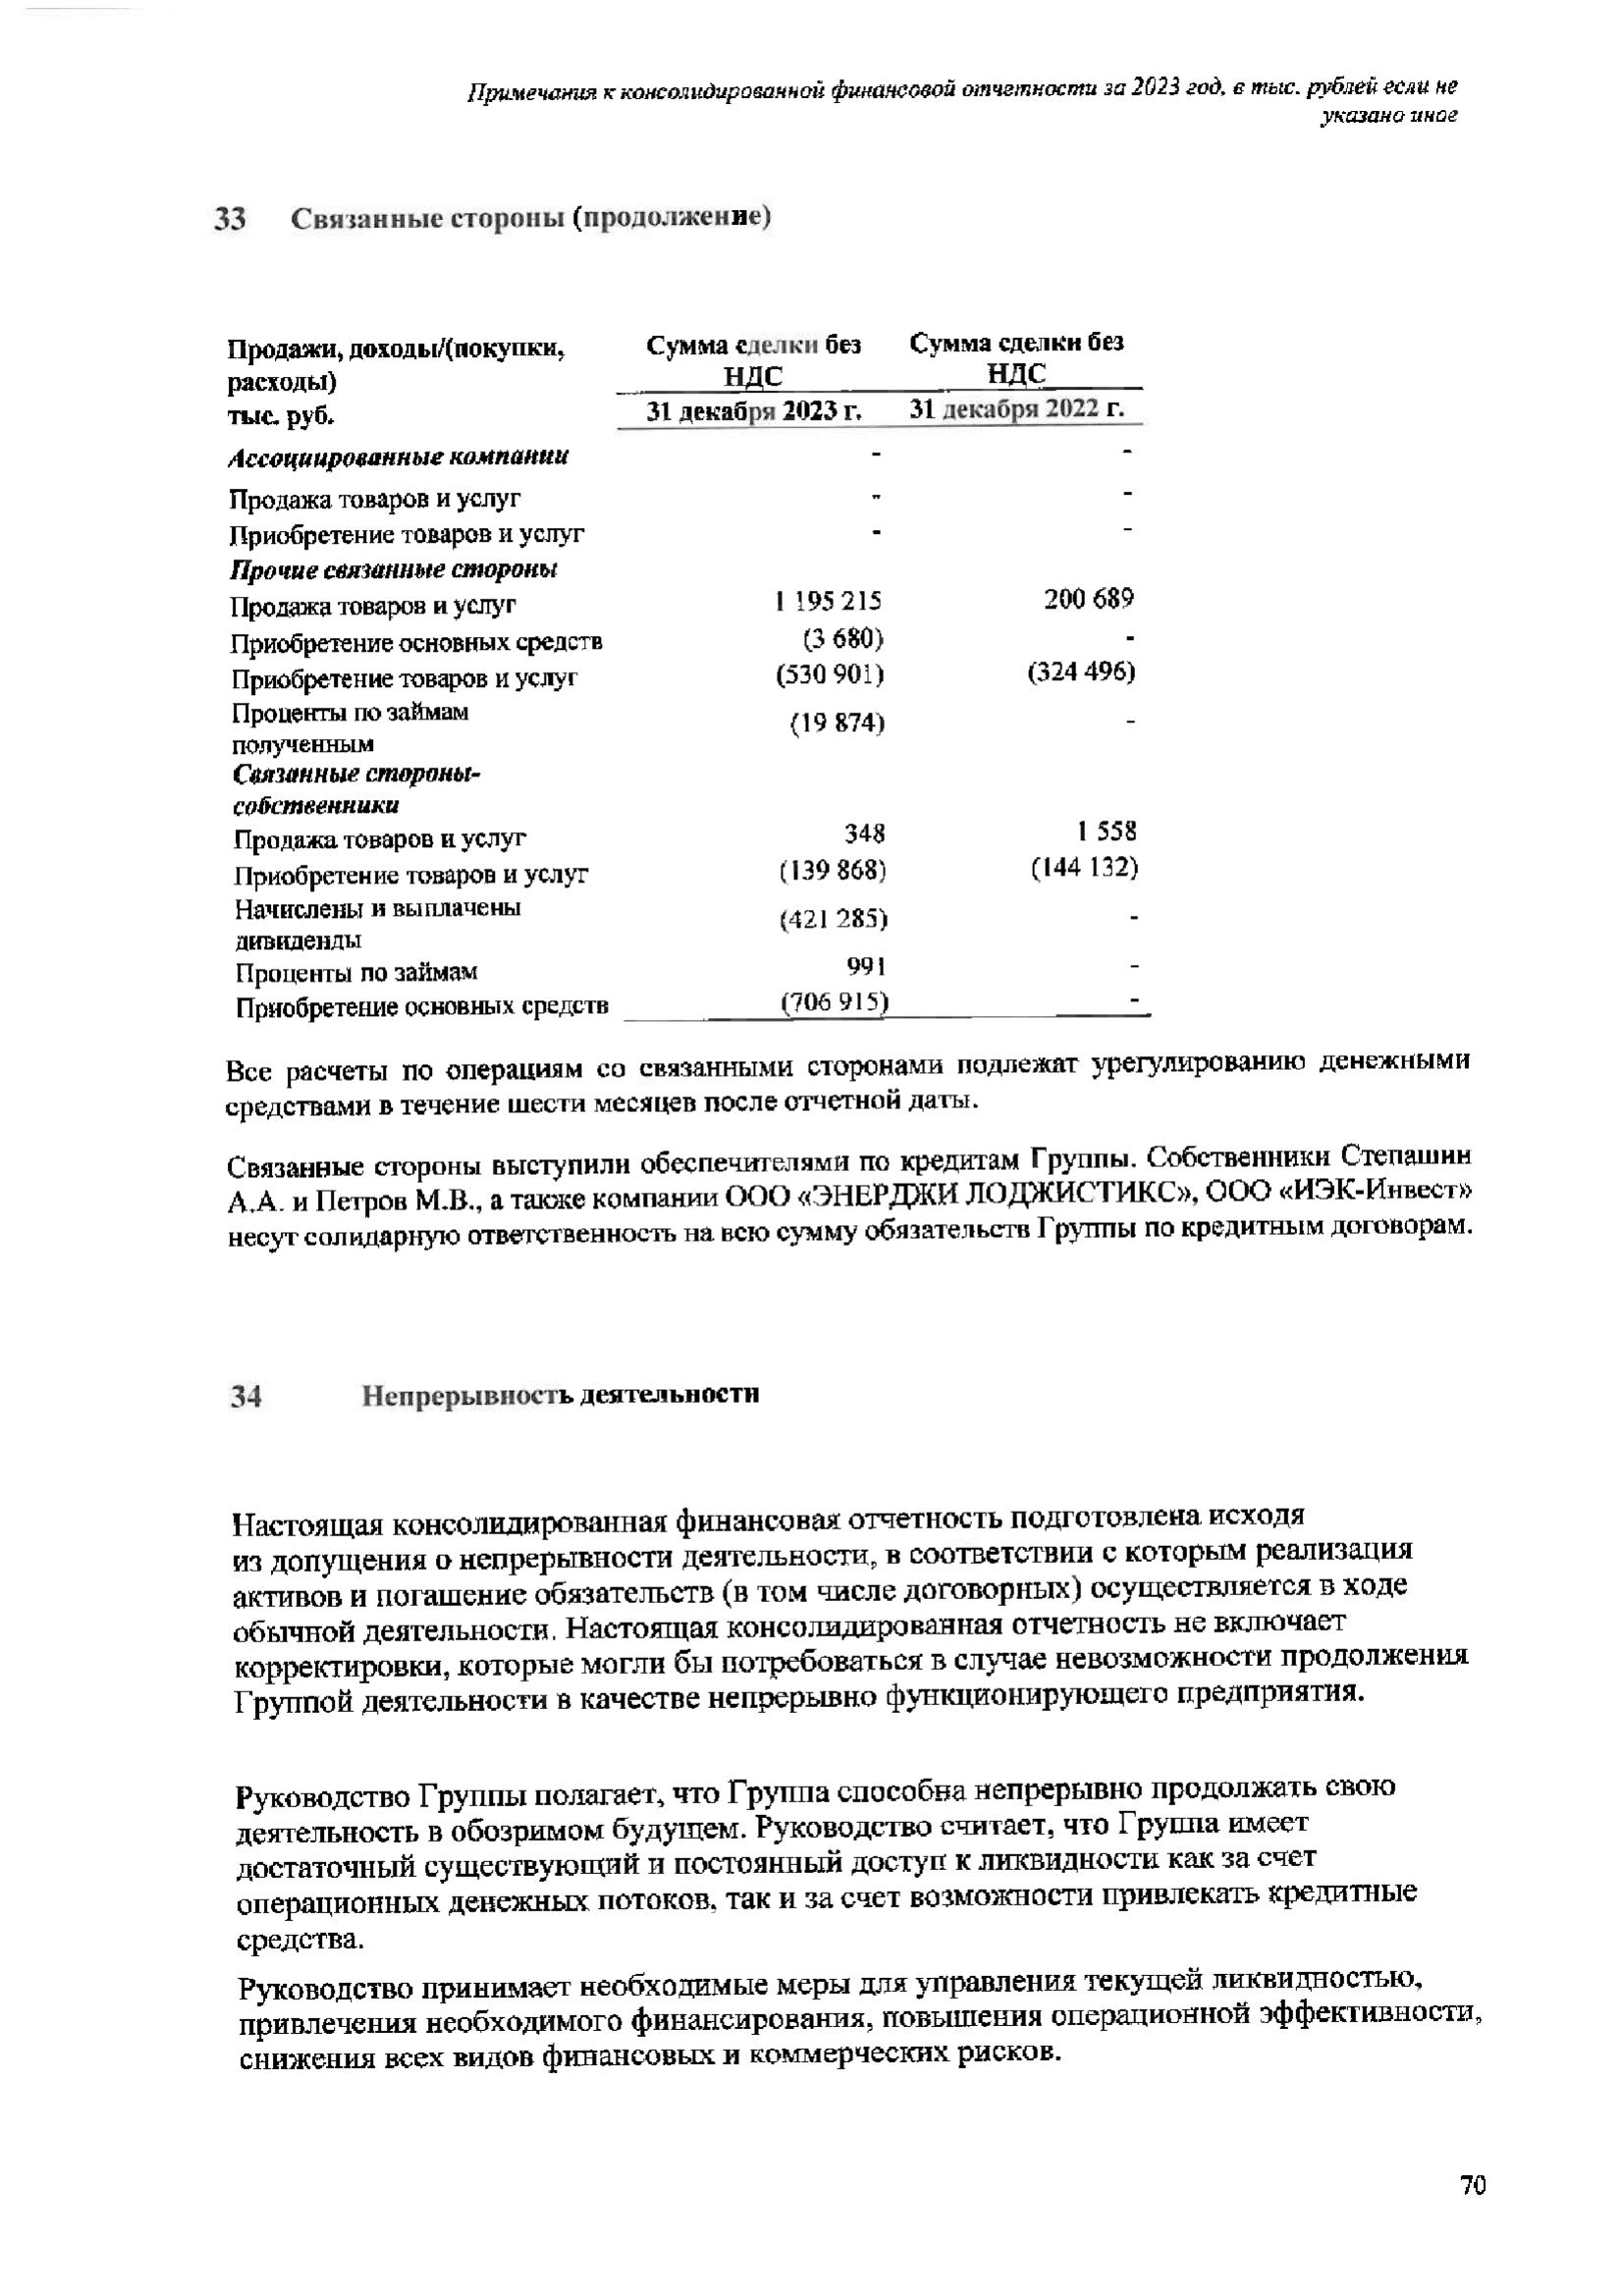 Примечания к консолидированной финансовой отчетности за 2023 год, в тыс. рублей если не
указано иное
33 Связанные стороны (продолжение)
Продажи, доходы/(покупки, Сумма сделки без Сумма сделки без
расходы) НДС НДС
тыс. руб. 31 декабря 2023 г. 31 декабря 2022 г.
Ассоциированные компании - -
Продажа товаров и услуг - -
Приобретение товаров и услуг - -
Прочие связанные стороны
Продажа товаров и услуг 1 195 215 200 689
Приобретение основных средств (3 680) -
Приобретение товаров и услуг (530 901) (324 496)
Проценты по займам
полученным (19 874) -
Связанные стороны-
собственники
Продажа товаров и услуг 348 1 558
Приобретение товаров и услуг (139 868) (144 132)
Начислены и выплачены
дивиденды (421 285) -
Проценты по займам 991 -
Приобретение основных средств (706 915) -
Все расчеты по операциям со связанными сторонами подлежат урегулированию денежными
средствами в течение шести месяцев после отчетной даты.
Связанные стороны выступили обеспечителями по кредитам Группы. Собственники Степашин
А.А. и Петров М.В., а также компании ООО «ЭНЕРДЖИ ЛОДЖИСТИКС», ООО «ИЭК-Инвест»
несут солидарную ответственность на всю сумму обязательств Группы по кредитным договорам.
34 Непрерывность деятельности
Настоящая консолидированная финансовая отчетность подготовлена исходя
из допущения о непрерывности деятельности, в соответствии с которым реализация
активов и погашение обязательств (в том числе договорных) осуществляется в ходе
обычной деятельности. Настоящая консолидированная отчетность не включает
корректировки, которые могли бы потребоваться в случае невозможности продолжения
Группой деятельности в качестве непрерывно функционирующего предприятия.
Руководство Группы полагает, что Группа способна непрерывно продолжать свою
деятельность в обозримом будущем. Руководство считает, что Группа имеет
достаточный существующий и постоянный доступ к ликвидности как за счет
операционных денежных потоков, так и за счет возможности привлекать кредитные
средства.
Руководство принимает необходимые меры для управления текущей ликвидностью,
привлечения необходимого финансирования, повышения операционной эффективности,
снижения всех видов финансовых и коммерческих рисков.
70